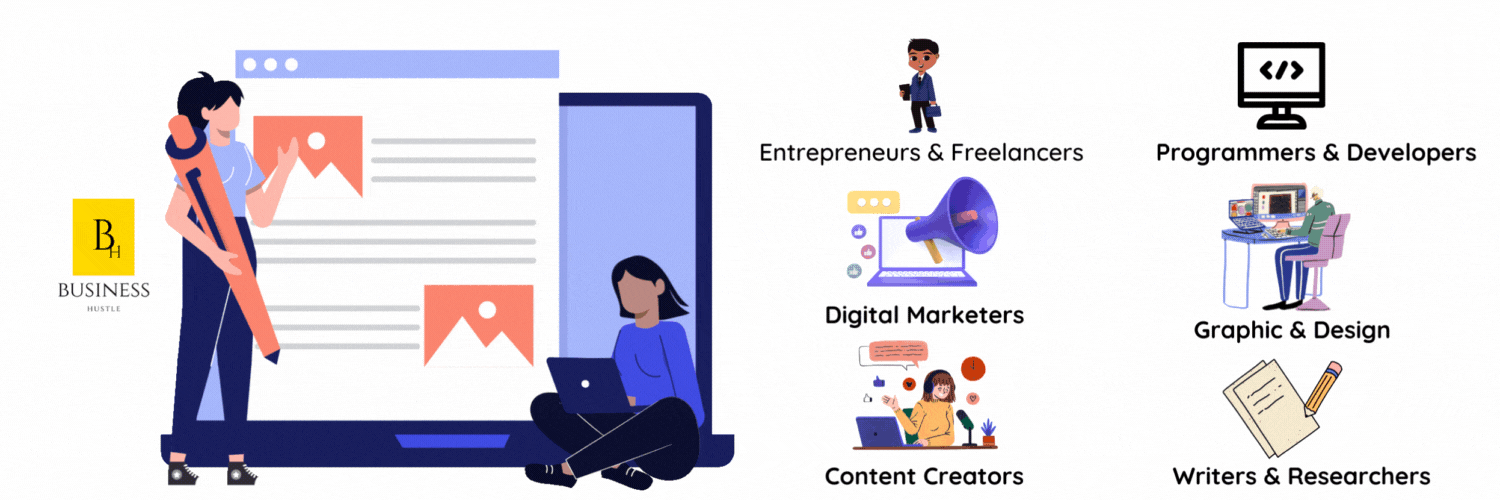 BH
BUSINESS
HUSTLE
Entrepreneurs & Freelancers
Programmers & Developers
Digital Marketers
Graphic & Design
Content Creators
Writers & Researchers